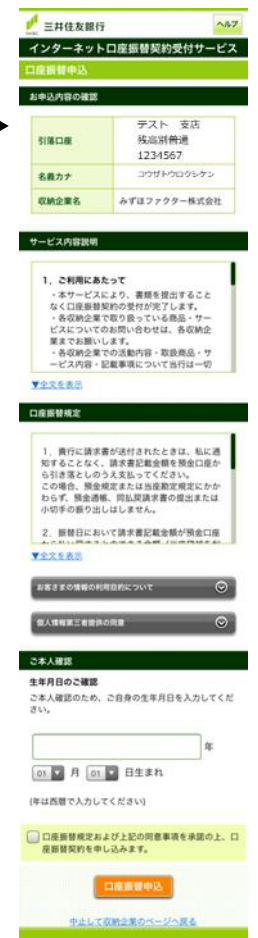 三井住友銀行
ヘルプ
インターネット口座振替契約受付サービス
口座振替申込
お申込内容の確認
引落口座
テスト 支店
残高別普通
1234567
名義カナ
コウザトウロクシケン
収納企業名
みずほファクター株式会社
サービス内容説明
1．ご利用にあたって
・本サービスにより、書類を提出すること
なく口座振替契約の受付が完了します。
・各収納企業で取り扱っている商品・サー
ビスについてのお問い合わせは、各収納企
業までお願いします。
・各収納企業での活動内容・取扱商品・サ
ービス内容・記載事項について当行は一切
▼全文を表示
口座振替規定
1．貴行に請求書が送付されたときは、私に通
知することなく、請求書記載金額を預金口座か
ら引き落としのうえ支払ってください。
この場合、預金規定または当座勘定規定にかか
わらず、預金通帳、同払戻請求書の提出または
小切手の振り出しはしません。
2．振替日において請求書記載金額が預金口座
▼全文を表示
お客さまの情報の利用目的について
個人情報第三者提供の同意
ご本人確認
生年月日のご確認
ご本人確認のため、ご自身の生年月日を入力してくだ
さい。
年
01 月 01 日生まれ
(年は西暦で入力してください)
口座振替規定および上記の同意事項を承諾の上、口
座振替契約を申し込みます。
口座振替申込
中止して収納企業のページへ戻る